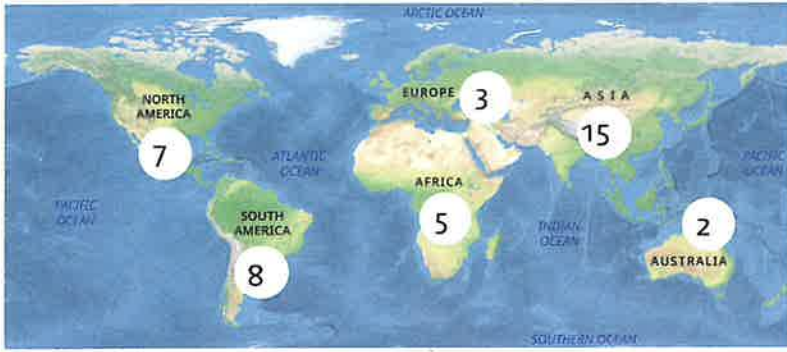 ARCTIC OCEAN
NORTH
AMERICA
7
EUROPE
3
ASIA
15
ATLANTIC
OCEAN
PACIFIC
OCEAN
AFRICA
5
PACIFIC
OCEAN
SOUTH
AMERICA
8
INDIAN
OCEAN
2
AUSTRALIA
SOUTHERN OCEAN